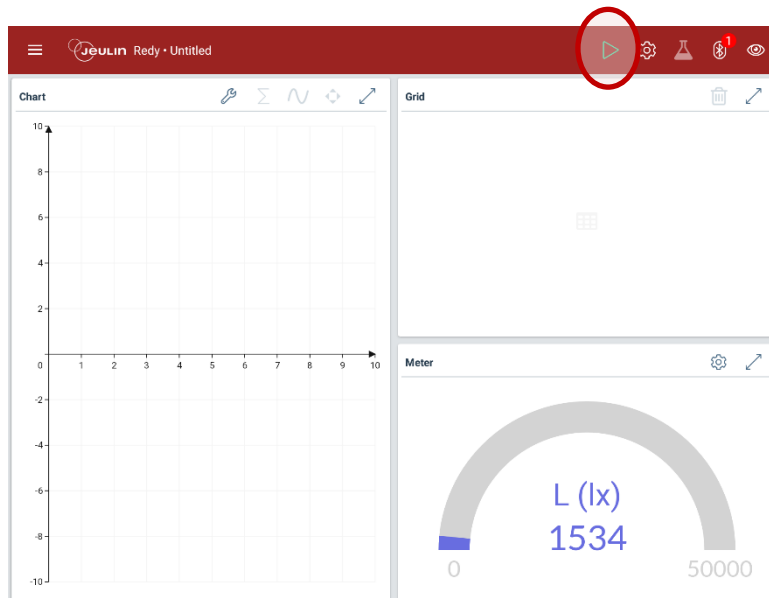 Jeulin Redy • Untitled
1
Chart
10
8
6
4
2
0 1 2 3 4 5 6 7 8 9 10
-2
-4
-6
-8
-10
Grid
Meter
L (lx)
1534
0 50000